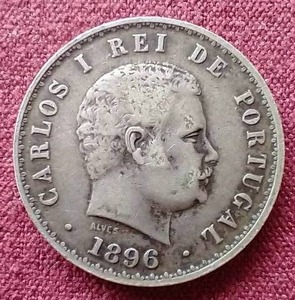 CARLOS I REI DE PORTUGAL
ALVES
· 1896 ·